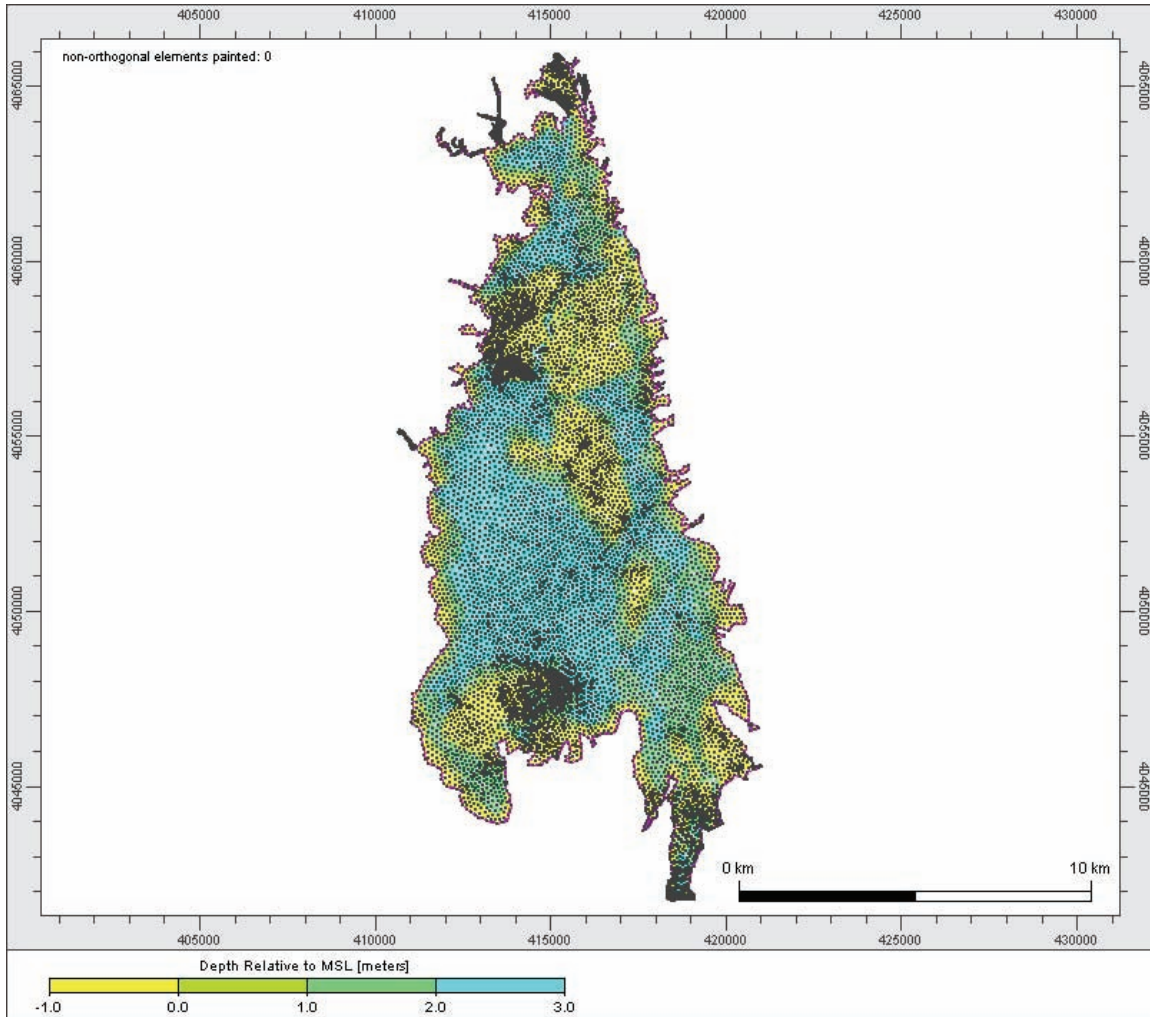 405000 410000 415000 420000 425000 430000
non-orthogonal elements painted: 0
4065000 4065000
4060000 4060000
4055000 4055000
4050000 4050000
4045000 4045000
0 km 10 km
405000 410000 415000 420000 425000 430000
Depth Relative to MSL [meters]
-1.0 0.0 1.0 2.0 3.0